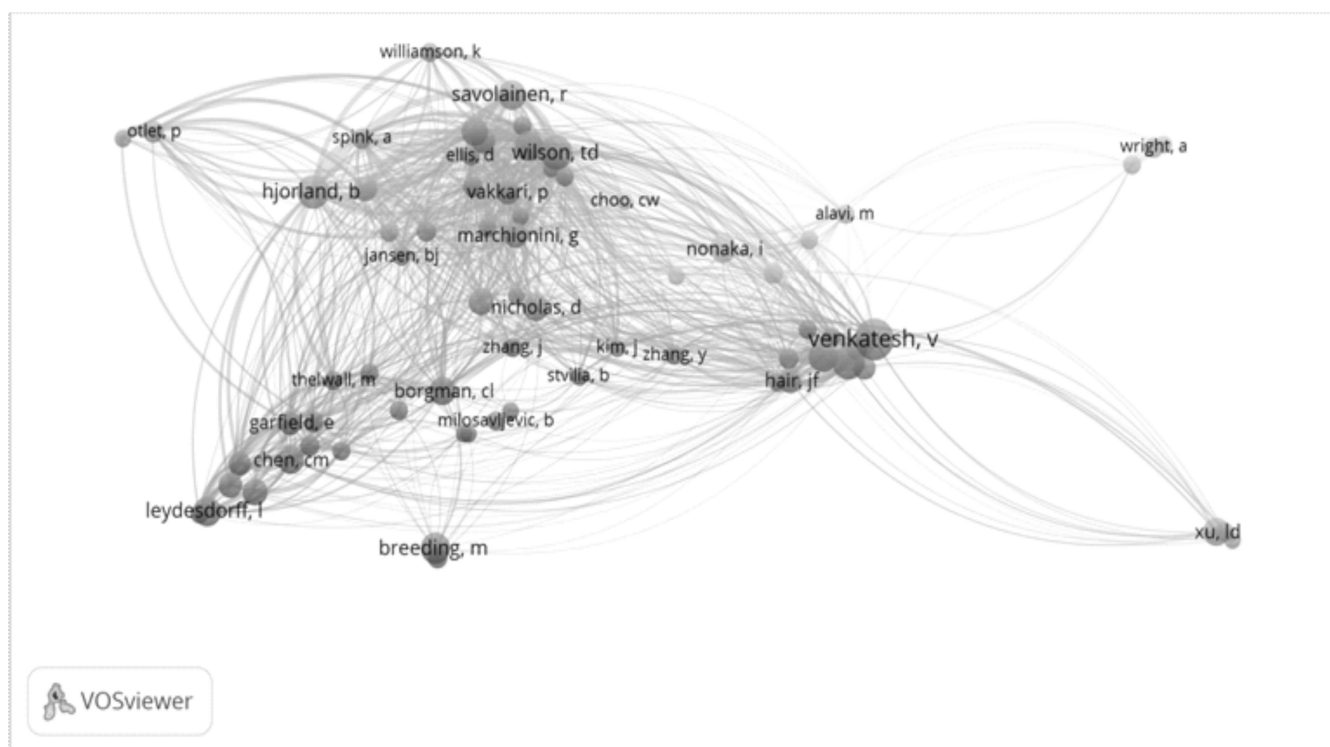 williamson, k
savolainen, r
otlet, p
spink, a
ellis, d
wilson, td
wright, a
hjorland, b
vakkari, p
choo, cw
alavi, m
marchionini, g
nonaka, i
jansen, bj
nicholas, d
venkatesh, v
zhang, j
kim, j
zhang, y
thelwall, m
stvilia, b
hair, jf
borgman, cl
garfield, e
milosavljevic, b
chen, cm
leydesdorff, l
xu, ld
breeding, m
VOSviewer